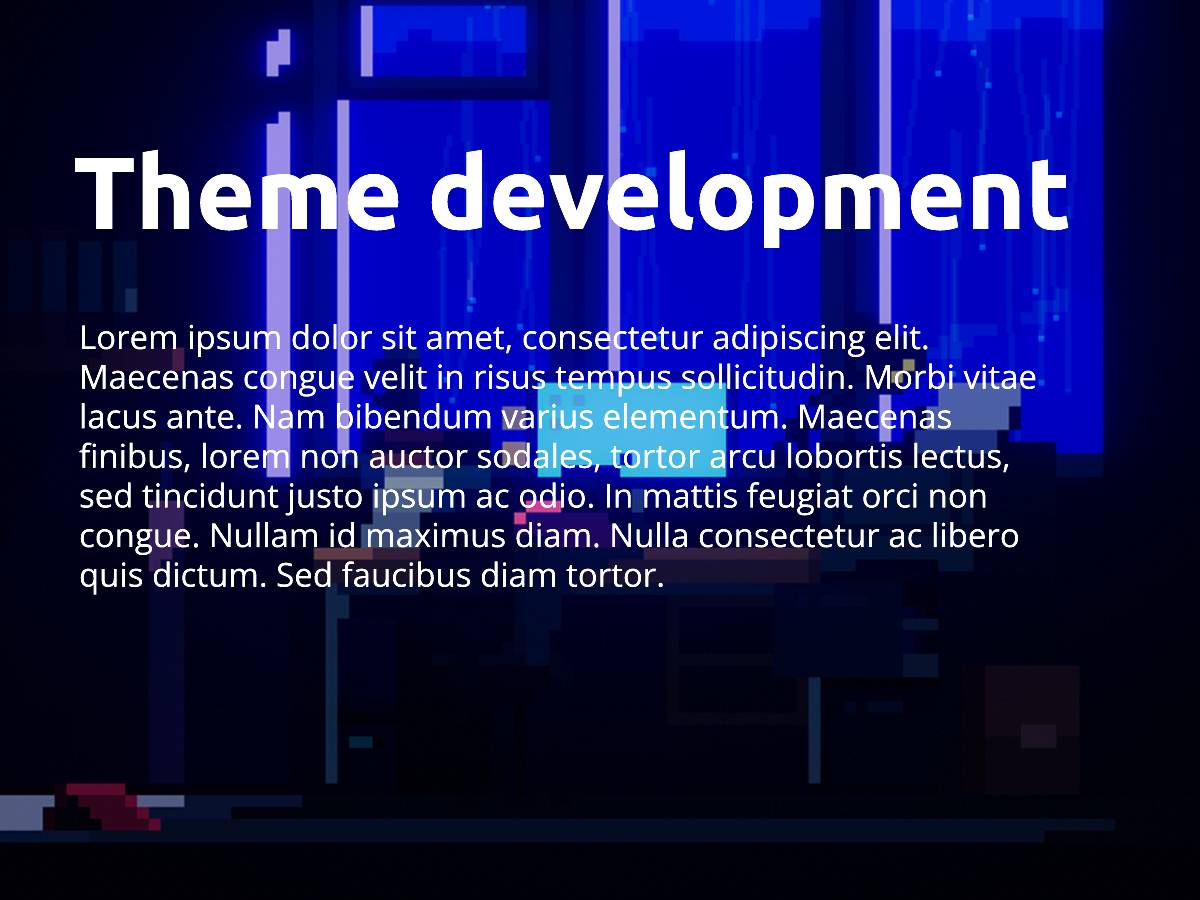 Theme development
Lorem ipsum dolor sit amet, consectetur adipiscing elit.
Maecenas congue velit in risus tempus sollicitudin. Morbi vitae
lacus ante. Nam bibendum varius elementum. Maecenas
finibus, lorem non auctor sodales, tortor arcu lobortis lectus,
sed tincidunt justo ipsum ac odio. In mattis feugiat orci non
congue. Nullam id maximus diam. Nulla consectetur ac libero
quis dictum. Sed faucibus diam tortor.